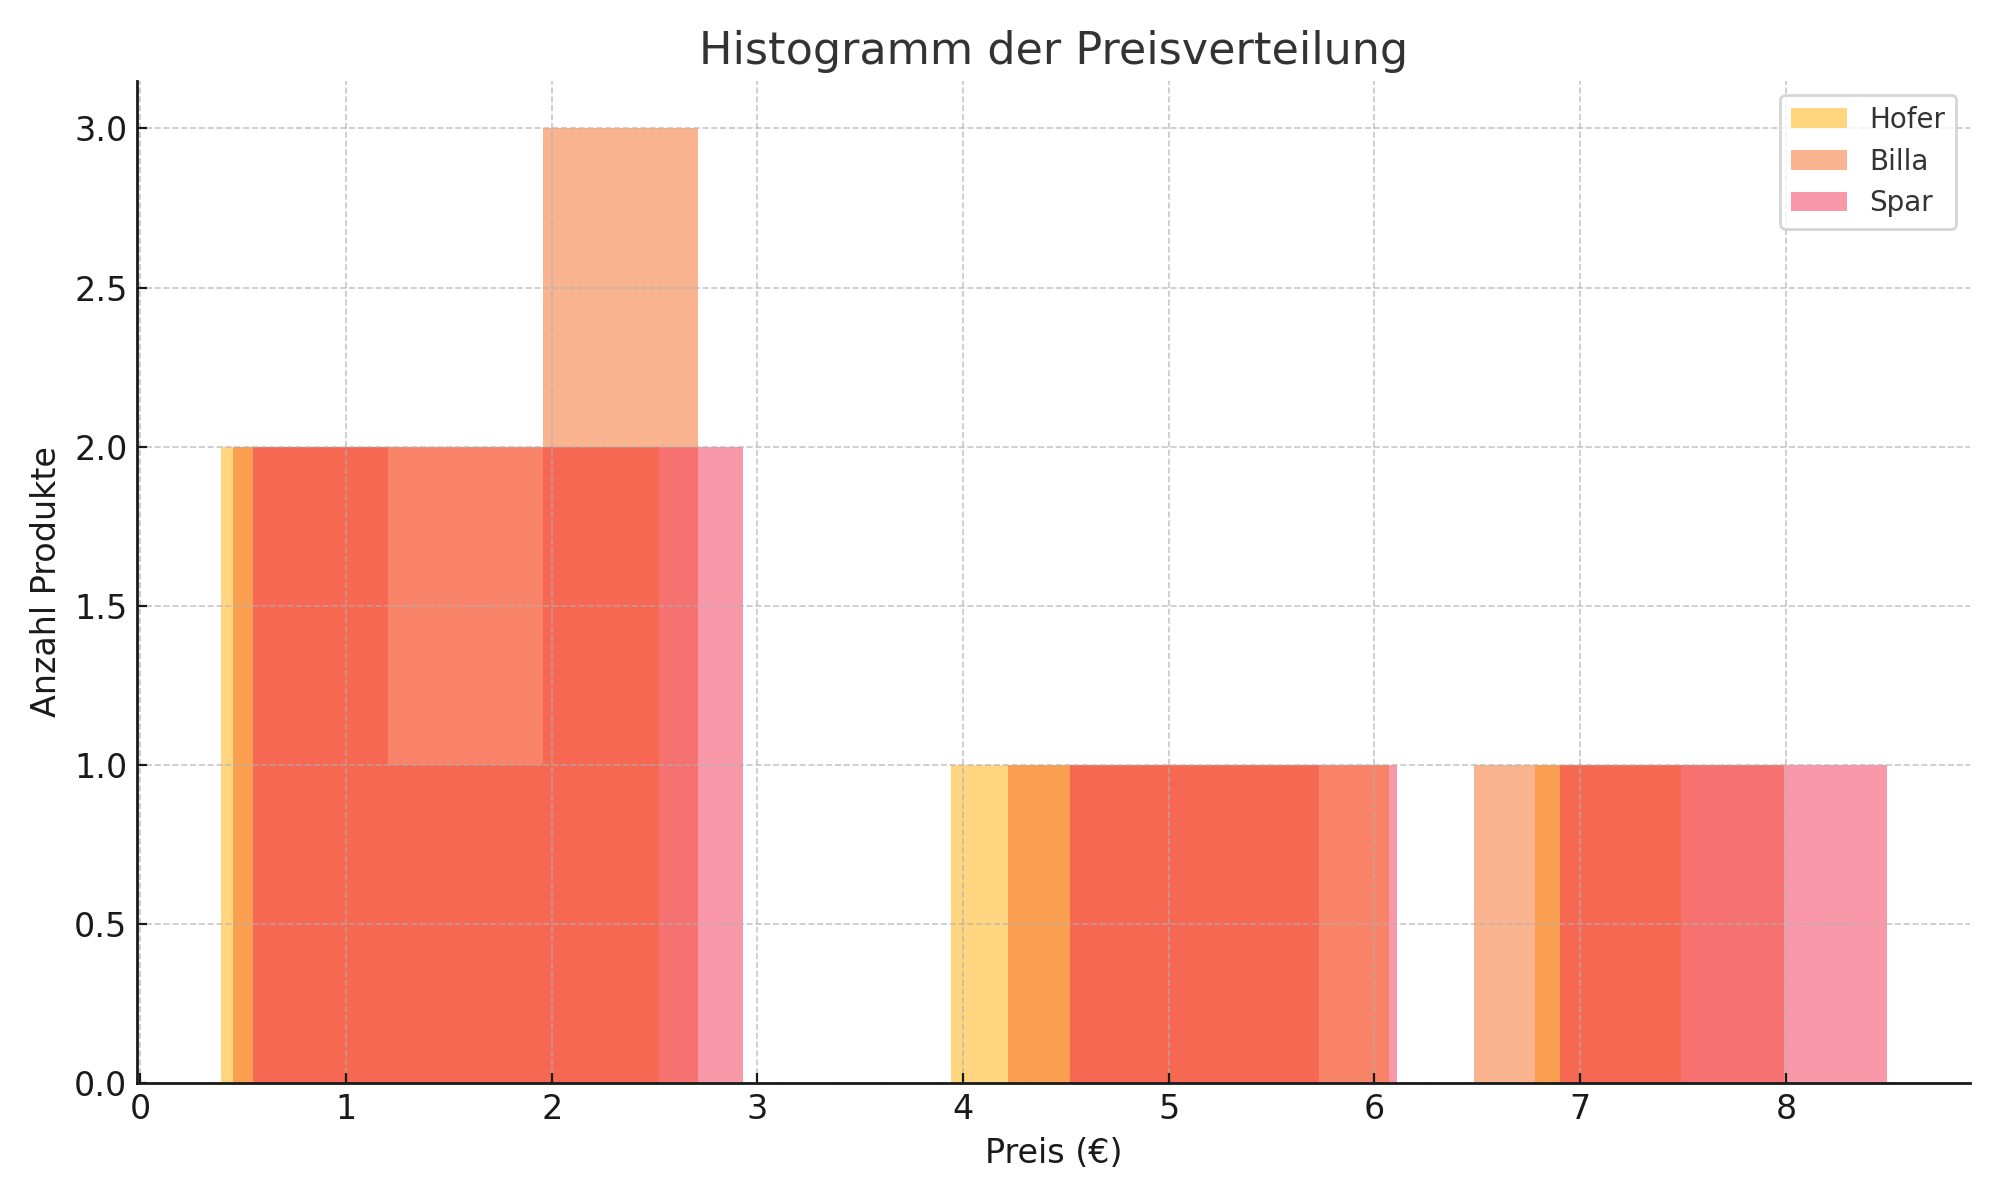 Histogramm der Preisverteilung
Hofer
Billa
Spar
Anzahl Produkte
3.0
2.5
2.0
1.5
1.0
0.5
0.0
0 1 2 3 4 5 6 7 8
Preis (€)